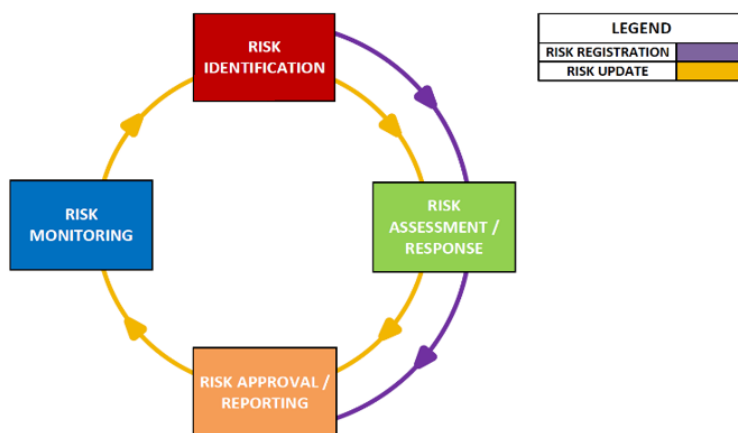 RISK
IDENTIFICATION
LEGEND
RISK REGISTRATION
RISK UPDATE
RISK
MONITORING
RISK
ASSESSMENT /
RESPONSE
RISK APPROVAL /
REPORTING